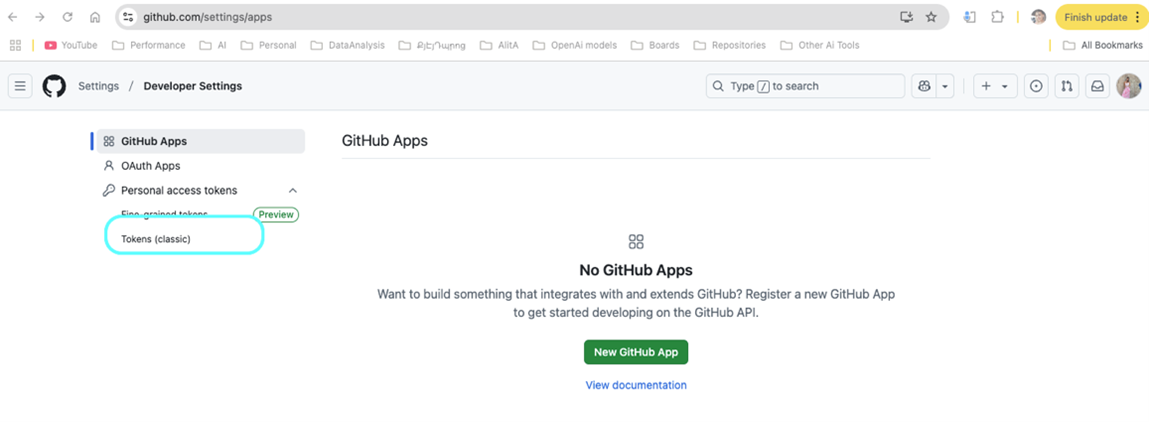 github.com/settings/apps
Finish update
YouTube Performance AI Personal DataAnalysis AlitA OpenAi models Boards Repositories Other Ai Tools All Bookmarks
Settings / Developer Settings
Type / to search
GitHub Apps
OAuth Apps
Personal access tokens
Fine-grained tokens Preview
Tokens (classic)
GitHub Apps
No GitHub Apps
Want to build something that integrates with and extends GitHub? Register a new GitHub App
to get started developing on the GitHub API.
New GitHub App
View documentation